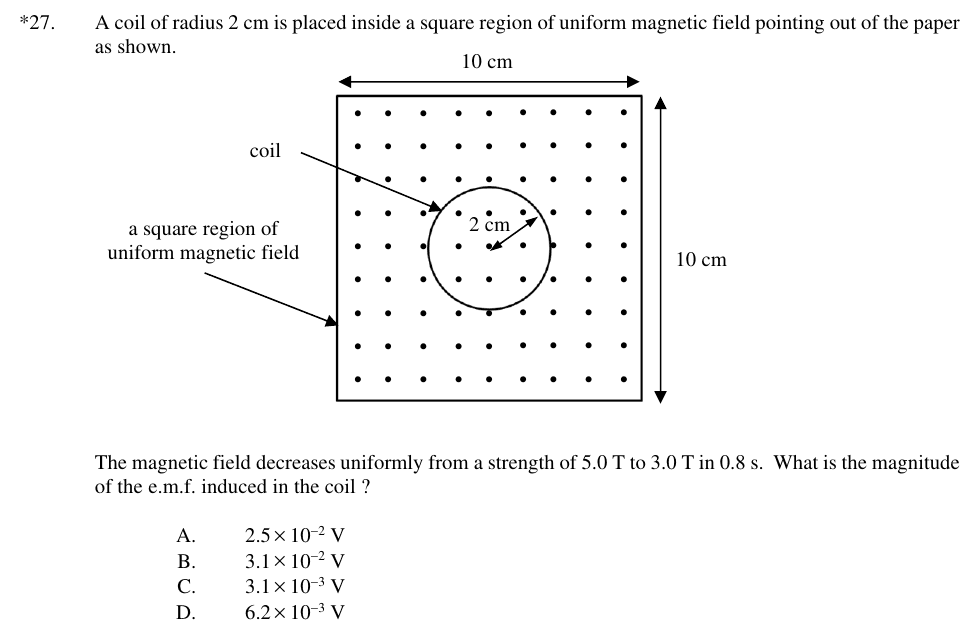 *27. A coil of radius 2 cm is placed inside a square region of uniform magnetic field pointing out of the paper
as shown.
10 cm
coil
2 cm
a square region of
uniform magnetic field
10 cm
The magnetic field decreases uniformly from a strength of 5.0 T to 3.0 T in 0.8 s. What is the magnitude
of the e.m.f. induced in the coil ?
A. 2.5 × 10⁻² V
B. 3.1 × 10⁻² V
C. 3.1 × 10⁻³ V
D. 6.2 × 10⁻³ V